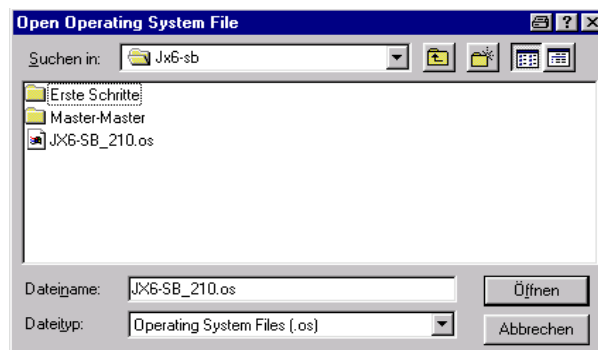 Open Operating System File
Suchen in: Jx6-sb
Erste Schritte
Master-Master
JX6-SB_210.os
Dateiname: JX6-SB_210.os Öffnen
Dateityp: Operating System Files (.os) Abbrechen